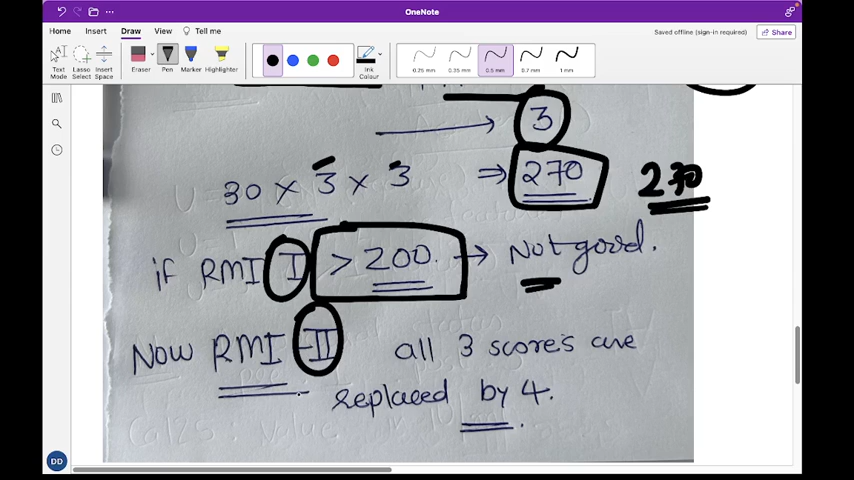 OneNote
Home Insert Draw View Tell me
Saved offline (sign-in required) Share
Text Mode
Lasso Select
Insert Space
Eraser
Pen
Marker
Highlighter
Ink Colour
0.25 mm
0.35 mm
0.5 mm
0.7 mm
1 mm
→ 3
30 × 3 × 3 ⇒ 270 270
if RMI I > 200. → Not good.
Now RMI-II all 3 scores are
replaced by 4.
DD